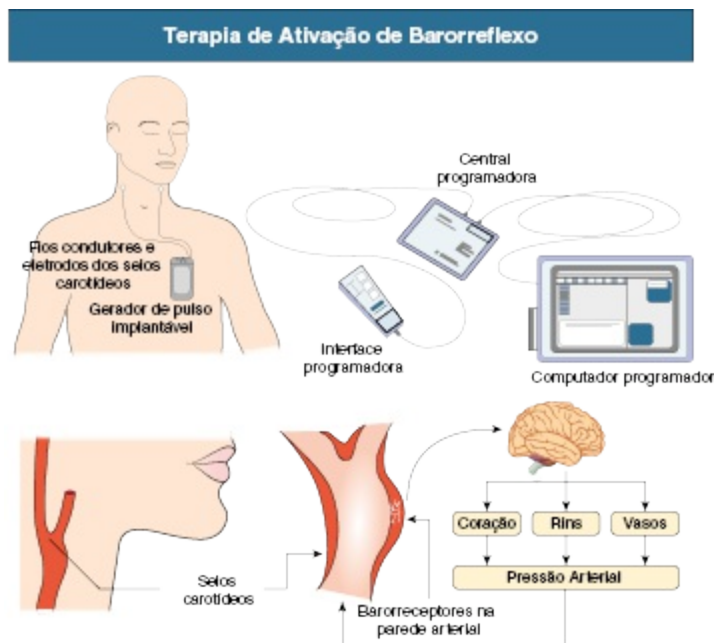 Terapia de Ativação de Barorreflexo
Central
programadora
Fios condutores e
eletrodos dos seios
carotídeos
Gerador de pulso
implantável
Interface
programadora
Computador programador
Coração
Rins
Vasos
Pressão Arterial
Seios
carotídeos
Barorreceptores na
parede arterial